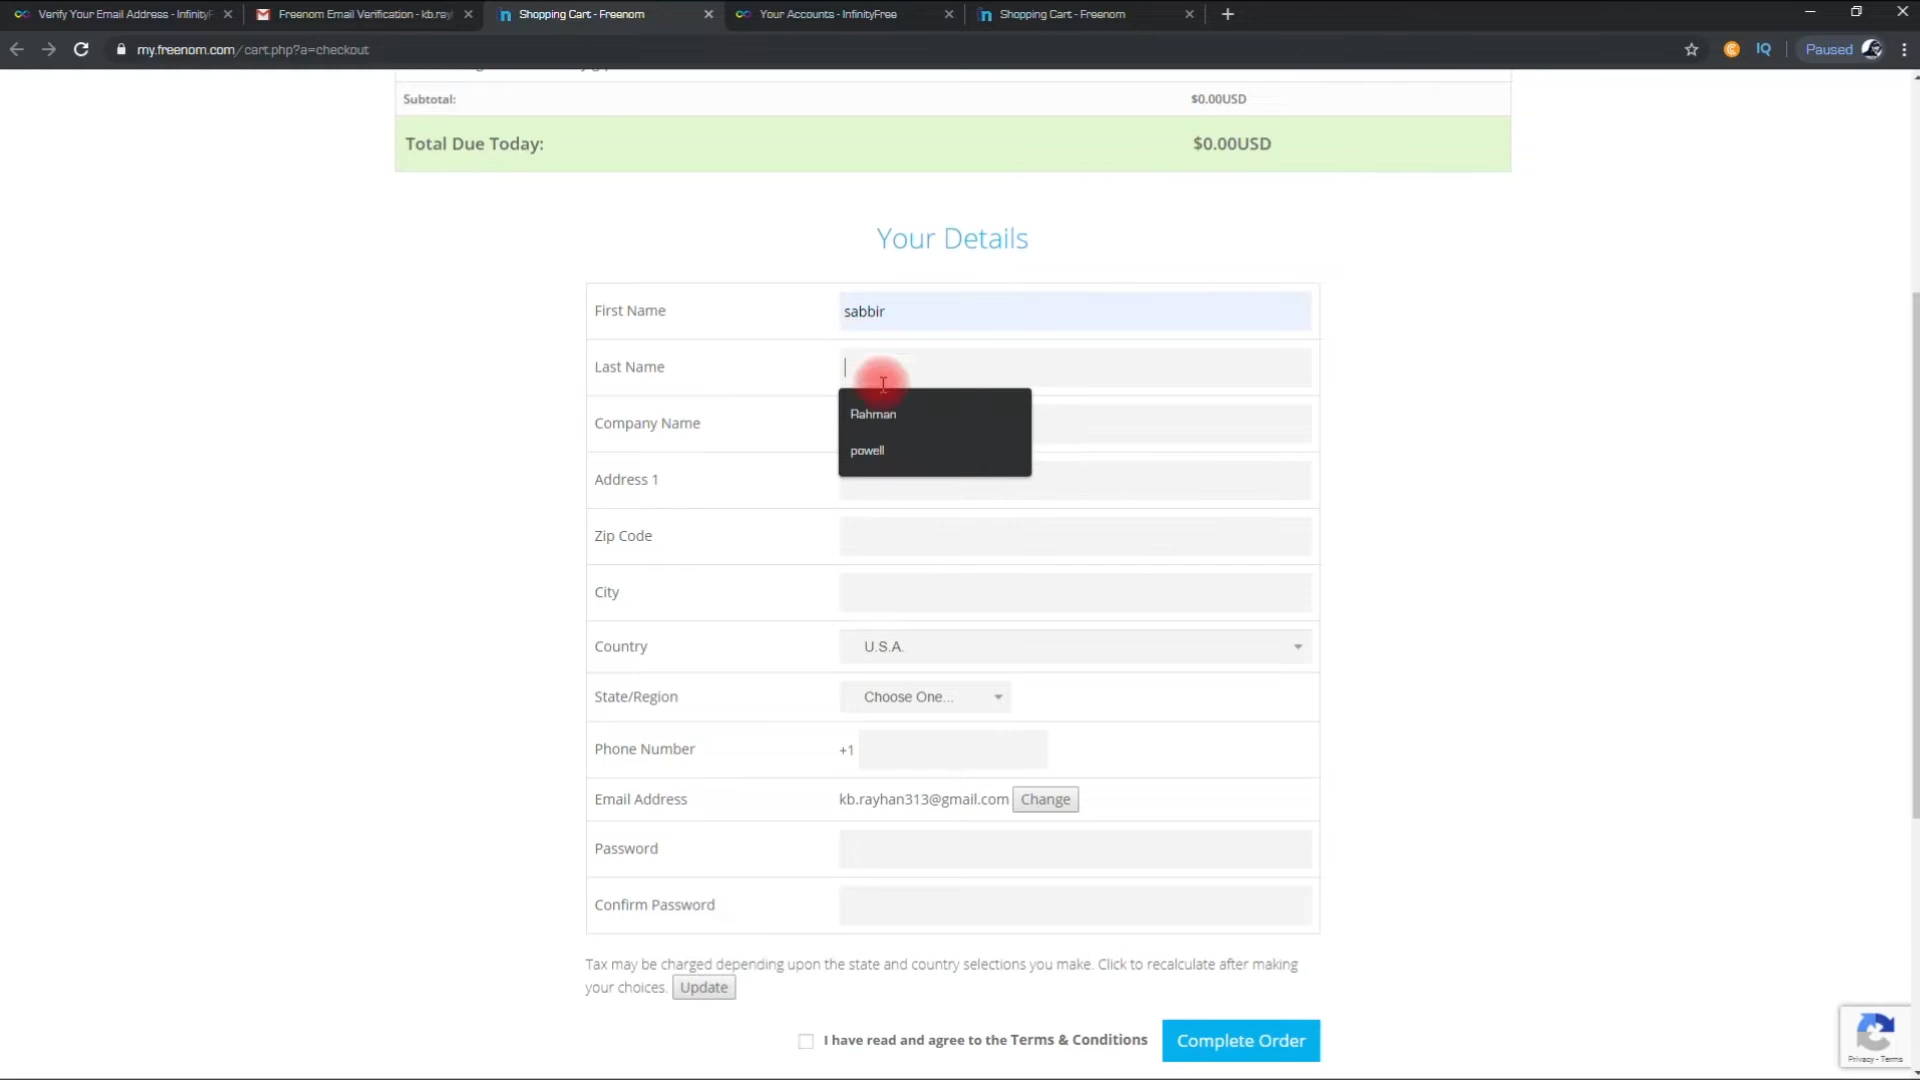 Verify Your Email Address - InfinityF
Freenom Email Verification - kb.ray
Shopping Cart - Freenom
Your Accounts - InfinityFree
Shopping Cart - Freenom
my.freenom.com/cart.php?a=checkout
IQ
Paused
Subtotal: $0.00USD
Total Due Today: $0.00USD
Your Details
First Name sabbir
Last Name
Rahman
Company Name
powell
Address 1
Zip Code
City
Country U.S.A.
State/Region Choose One...
Phone Number +1
Email Address kb.rayhan313@gmail.com Change
Password
Confirm Password
Tax may be charged depending upon the state and country selections you make. Click to recalculate after making
your choices. Update
I have read and agree to the Terms & Conditions Complete Order
Privacy - Terms